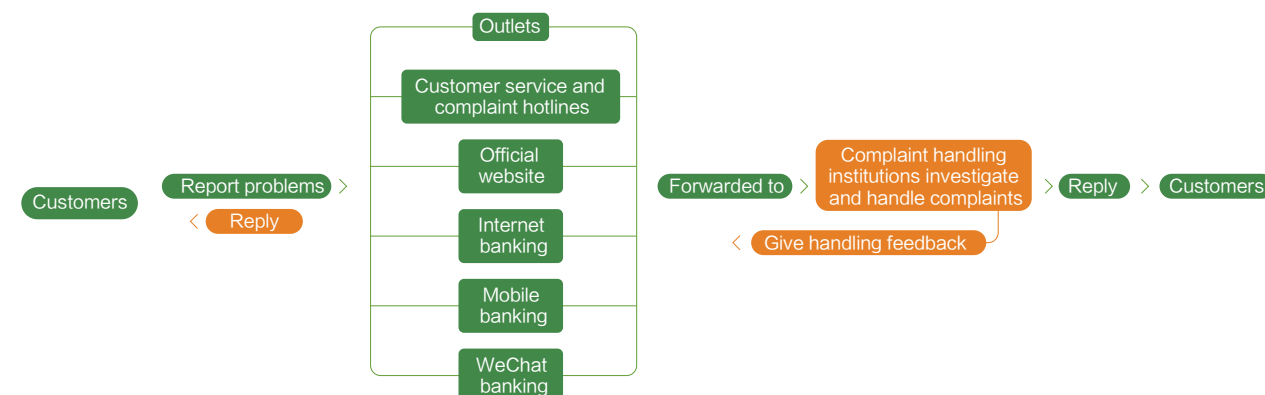 Customers
Report problems
Reply
Outlets
Customer service and
complaint hotlines
Official
website
Internet
banking
Mobile
banking
WeChat
banking
Forwarded to
Complaint handling
institutions investigate
and handle complaints
Give handling feedback
Reply
Customers